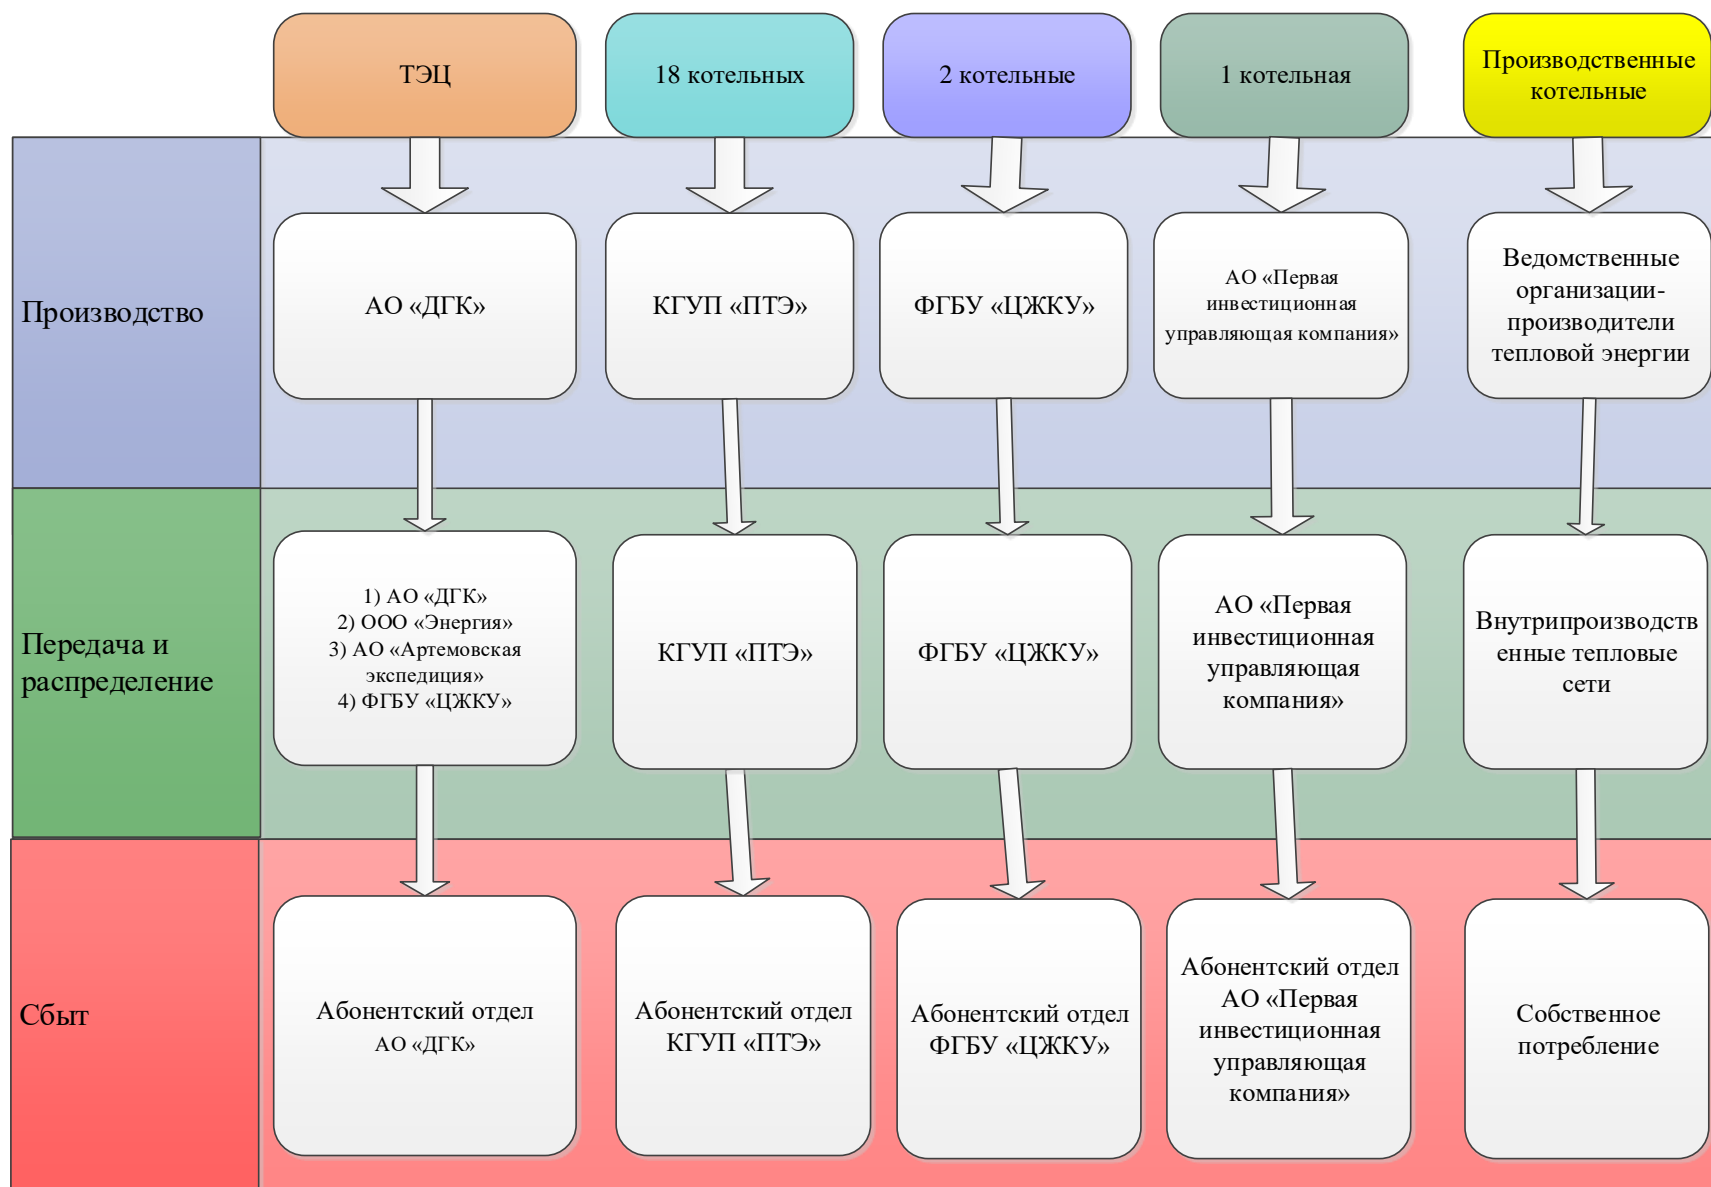 ТЭЦ
18 котельных
2 котельные
1 котельная
Производственные
котельные
Производство
АО «ДГК»
КГУП «ПТЭ»
ФГБУ «ЦЖКУ»
АО «Первая
инвестиционная
управляющая компания»
Ведомственные
организации-
производители
тепловой энергии
Передача и
распределение
1) АО «ДГК»
2) ООО «Энергия»
3) АО «Артемовская
экспедиция»
4) ФГБУ «ЦЖКУ»
КГУП «ПТЭ»
ФГБУ «ЦЖКУ»
АО «Первая
инвестиционная
управляющая
компания»
Внутрипроизводств
енные тепловые
сети
Сбыт
Абонентский отдел
АО «ДГК»
Абонентский отдел
КГУП «ПТЭ»
Абонентский отдел
ФГБУ «ЦЖКУ»
Абонентский отдел
АО «Первая
инвестиционная
управляющая
компания»
Собственное
потребление